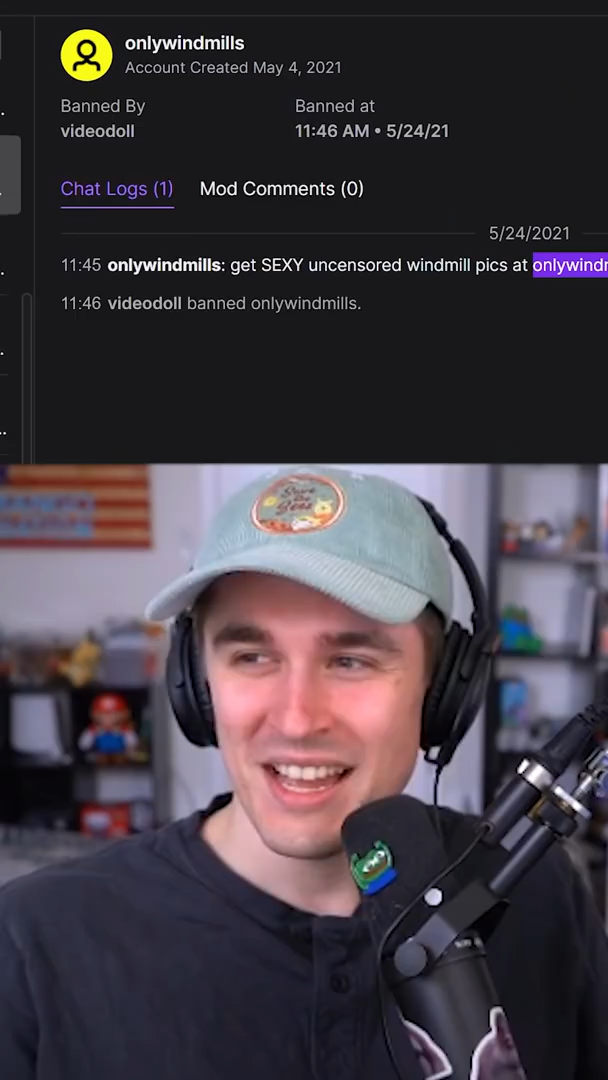 onlywindmills
Account Created May 4, 2021
Banned By
Banned at
videodoll
11:46 AM • 5/24/21
Chat Logs (1)
Mod Comments (0)
5/24/2021
11:45 onlywindmills: get SEXY uncensored windmill pics at
11:46 videodoll banned onlywindmills.